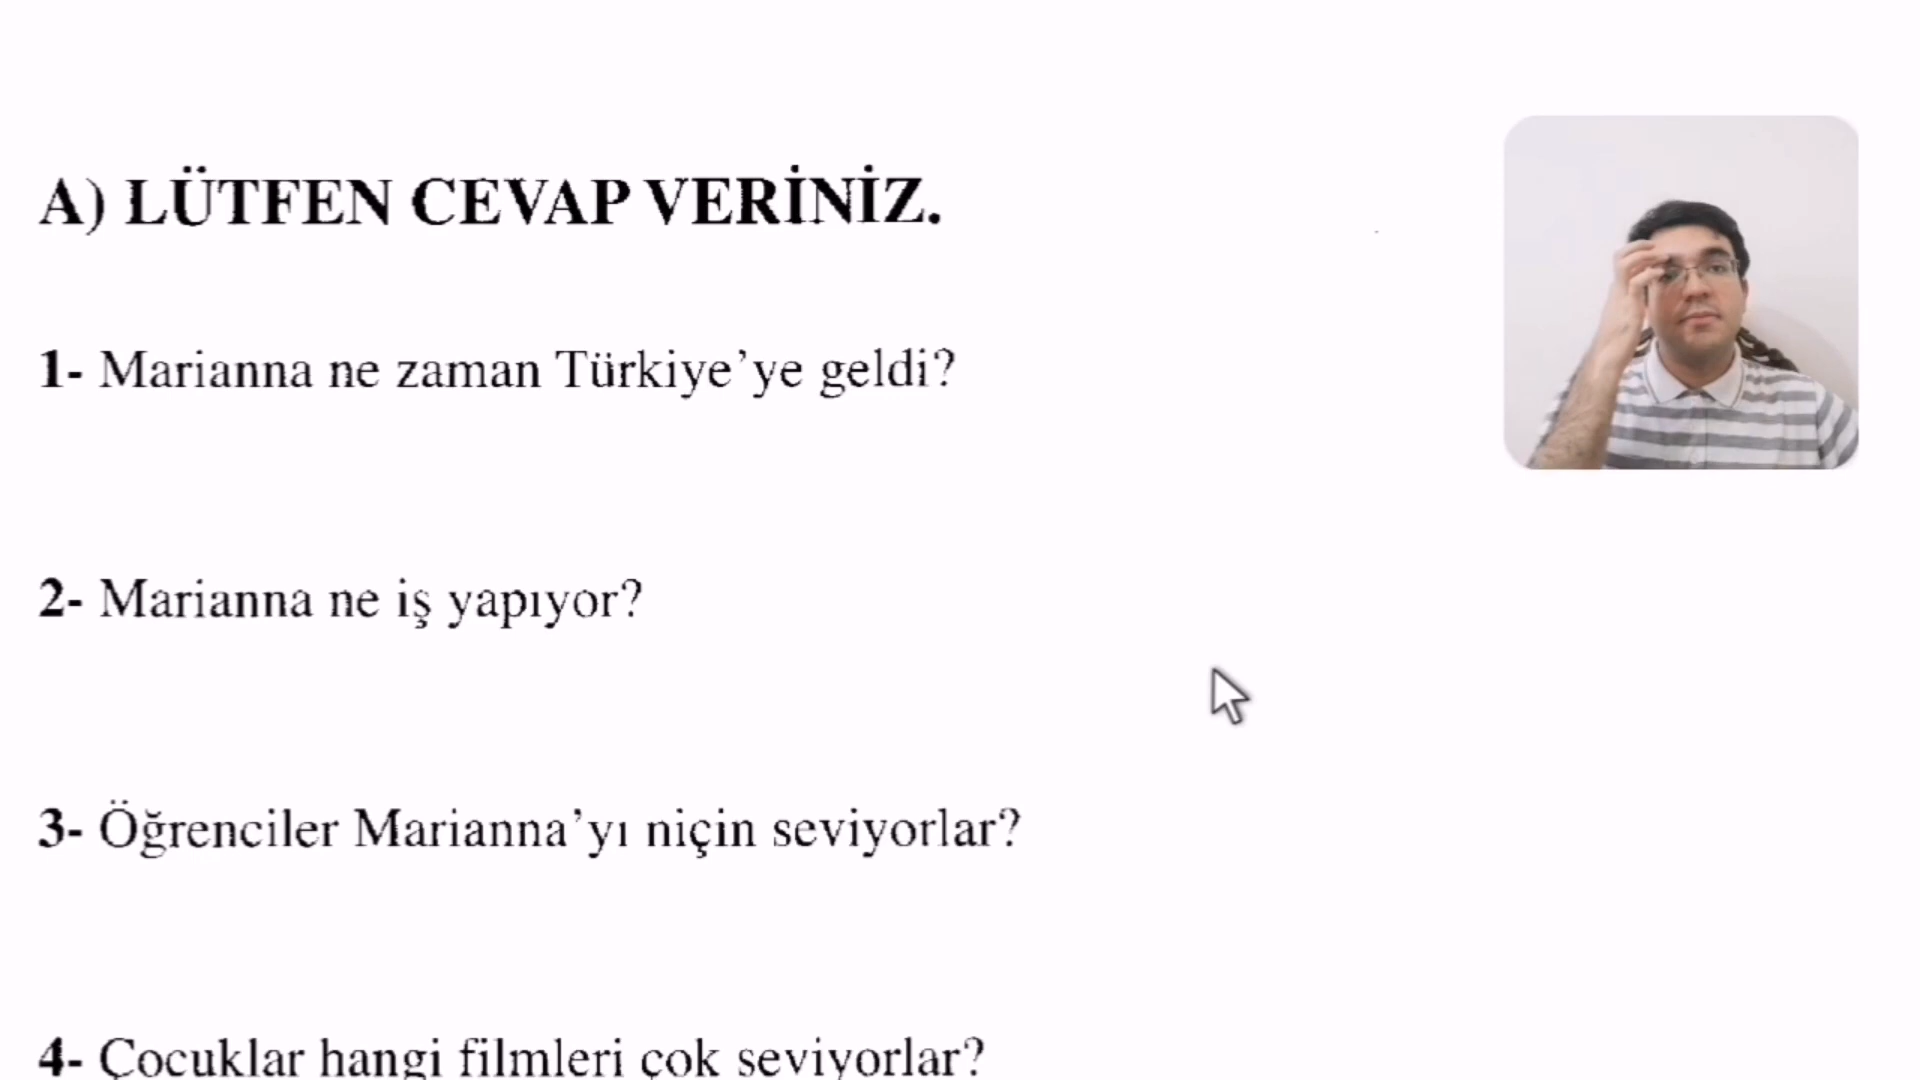 A) LÜTFEN CEVAP VERİNİZ.
1- Marianna ne zaman Türkiye’ye geldi?
2- Marianna ne iş yapıyor?
3- Öğrenciler Marianna’yı niçin seviyorlar?
4- Çocuklar hangi filmleri çok seviyorlar?